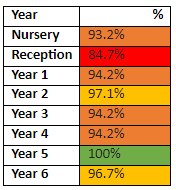 Year %
Nursery 93.2%
Reception 84.7%
Year 1 94.2%
Year 2 97.1%
Year 3 94.2%
Year 4 94.2%
Year 5 100%
Year 6 96.7%